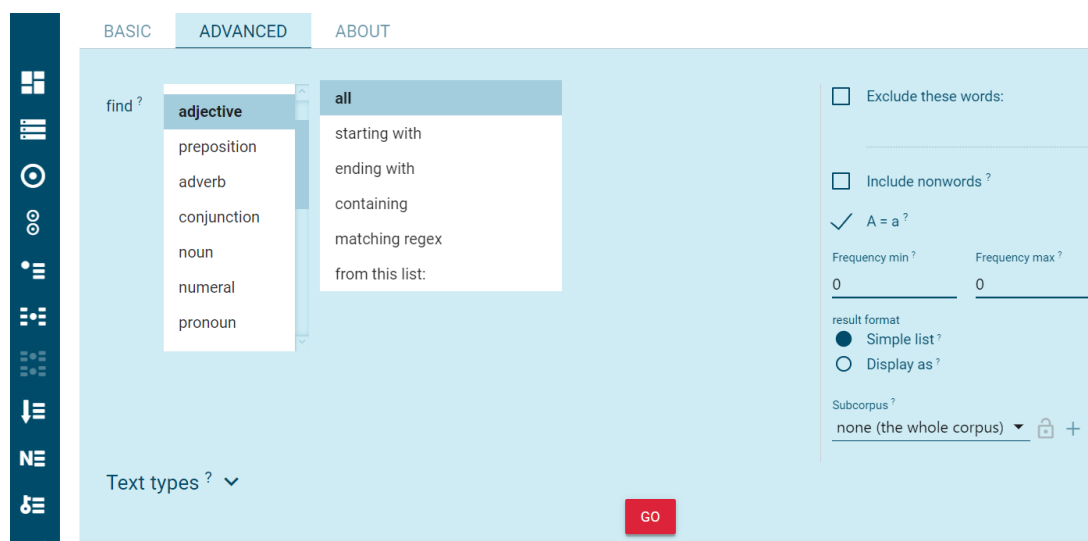 BASIC
ADVANCED
ABOUT
find ?
adjective
preposition
adverb
conjunction
noun
numeral
pronoun
all
starting with
ending with
containing
matching regex
from this list:
Exclude these words:
Include nonwords ?
A = a ?
Frequency min ? Frequency max ?
0 0
result format
Simple list ?
Display as ?
Subcorpus ?
none (the whole corpus)
Text types ?
GO
N